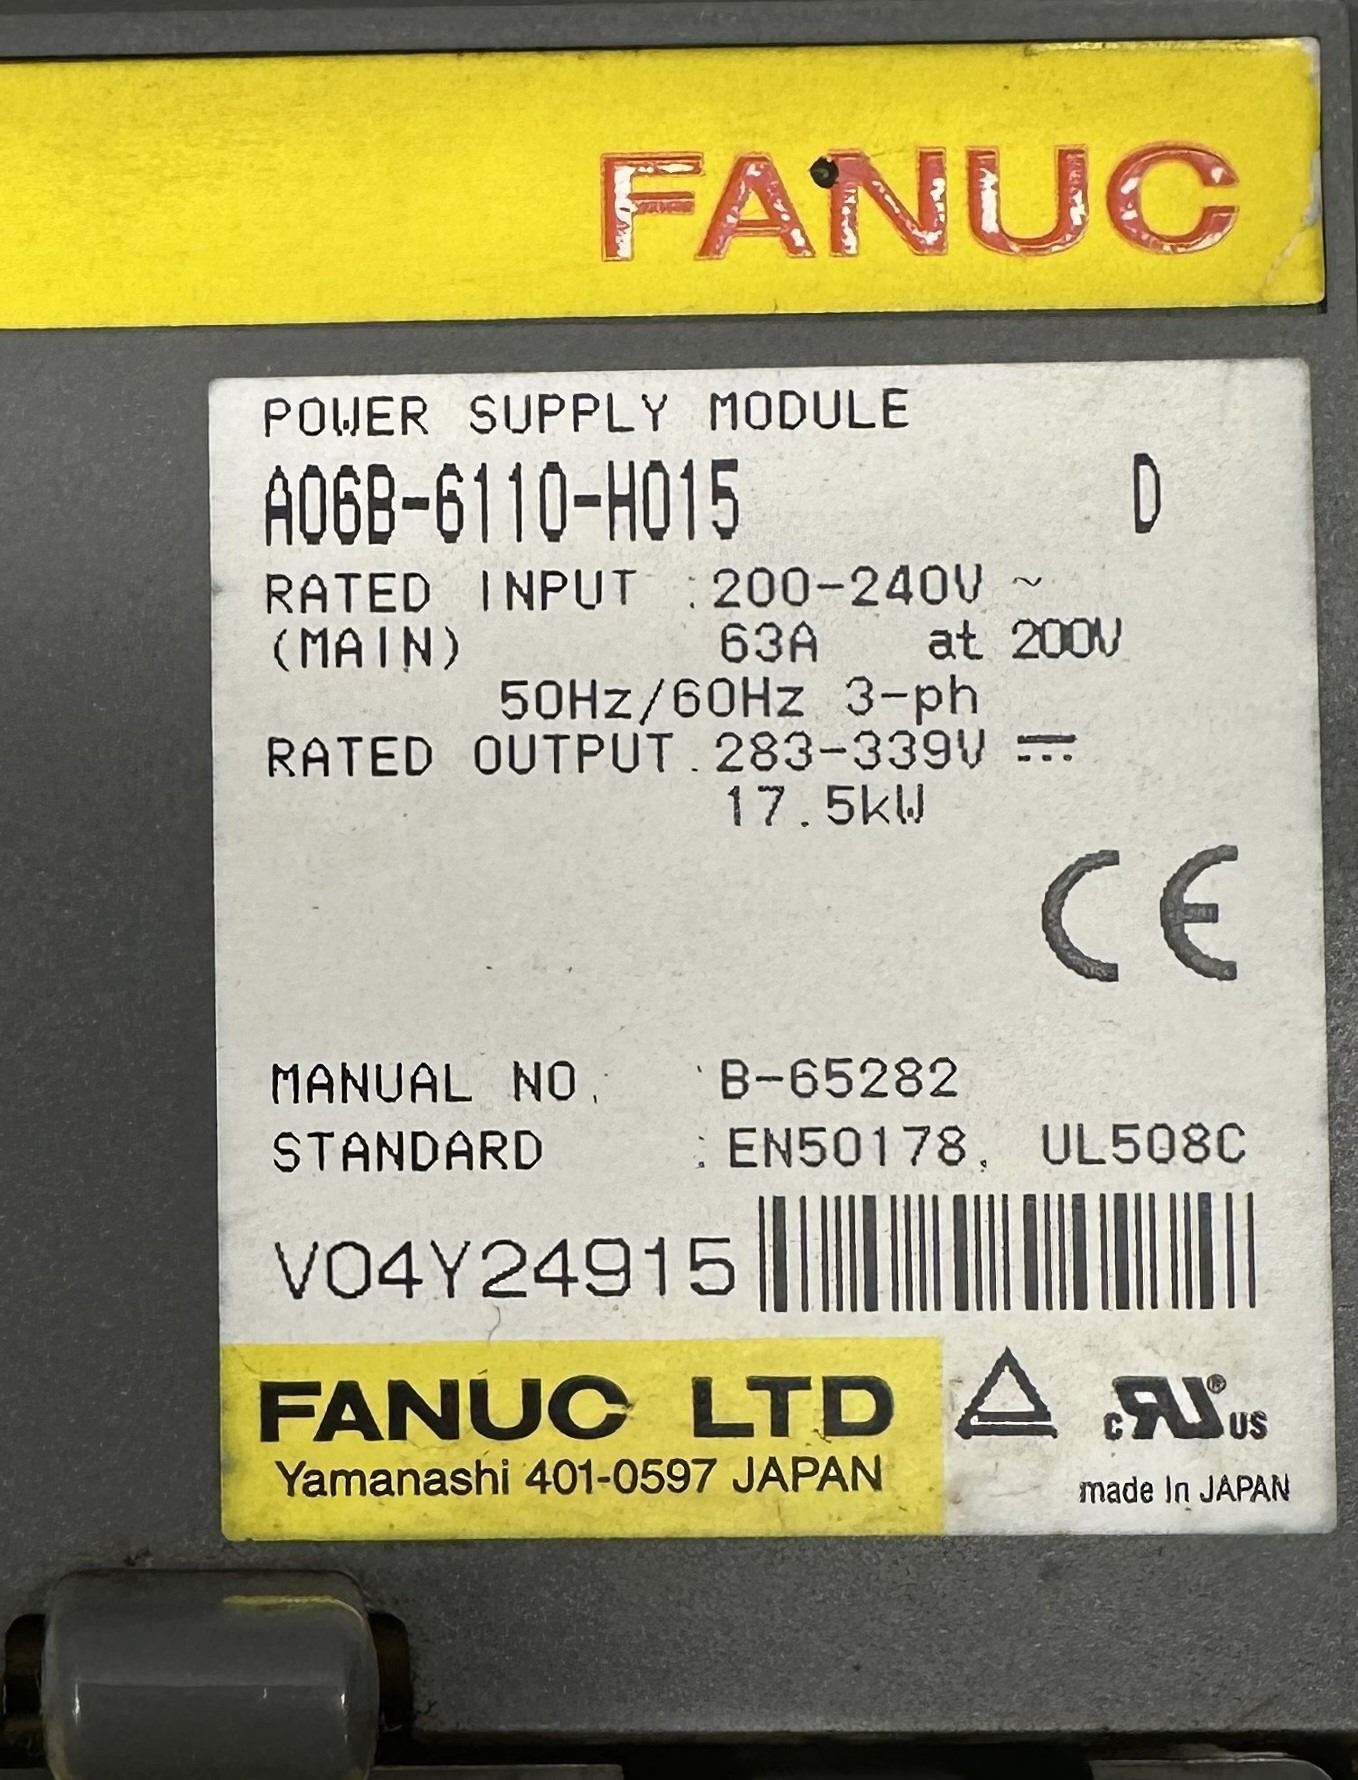 FANUC
POWER SUPPLY MODULE
A06B-6110-H015 D
RATED INPUT : 200-240V ~
(MAIN) 63A at 200V
50Hz/60Hz 3-ph
RATED OUTPUT : 283-339V ⎓
17.5kW
CE
MANUAL NO. : B-65282
STANDARD : EN50178, UL508C
V04Y24915
FANUC LTD
Yamanashi 401-0597 JAPAN
c RU ® US
made in JAPAN